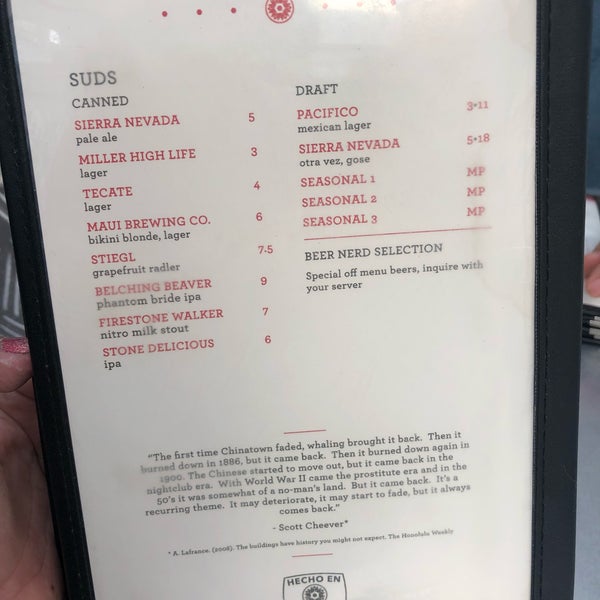 SUDS
CANNED
SIERRA NEVADA 5
pale ale
MILLER HIGH LIFE 3
lager
TECATE 4
lager
MAUI BREWING CO. 6
bikini blonde, lager
STIEGL 7.5
grapefruit radler
BELCHING BEAVER 9
phantom bride ipa
FIRESTONE WALKER 7
nitro milk stout
STONE DELICIOUS 6
ipa
DRAFT
PACIFICO 3•11
mexican lager
SIERRA NEVADA 5•18
otra vez, gose
SEASONAL 1 MP
SEASONAL 2 MP
SEASONAL 3 MP
BEER NERD SELECTION
Special off menu beers, inquire with
your server
“The first time Chinatown faded, whaling brought it back. Then it
burned down in 1886, but it came back. Then it burned down again in
1900. The Chinese started to move out, but it came back in the
nightclub era. With World War II came the prostitute era and in the
50's it was somewhat of a no-man's land. But it came back. It's a
recurring theme. It may deteriorate, it may start to fade, but it always
comes back.”
- Scott Cheever*
* A. Lafrance. (2006). The buildings have history you might not expect. The Honolulu Weekly
HECHO EN